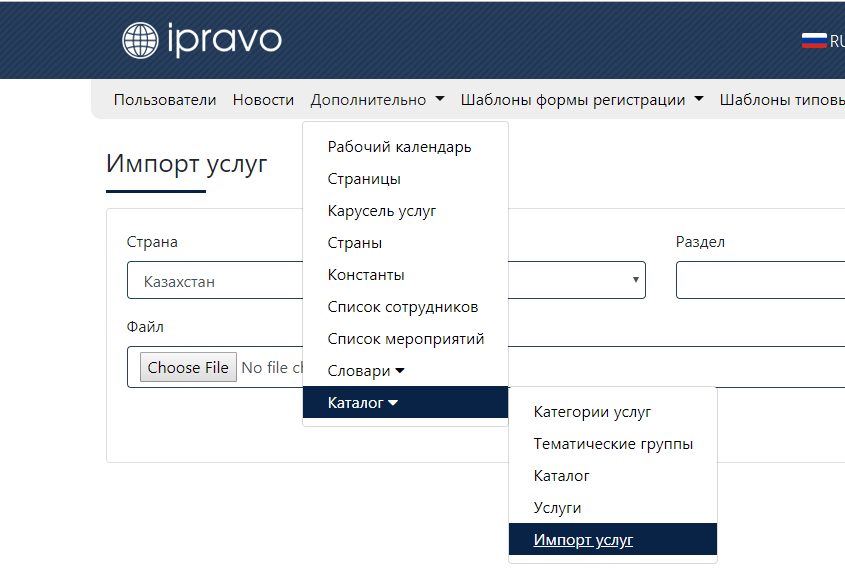 ipravo
RU
Пользователи Новости Дополнительно Шаблоны формы регистрации Шаблоны
Импорт услуг
Рабочий календарь
Страницы
Карусель услуг
Страны
Константы
Список сотрудников
Список мероприятий
Словари
Каталог
Страна
Казахстан
Раздел
Файл
Choose File No file
Категории услуг
Тематические группы
Каталог
Услуги
Импорт услуг